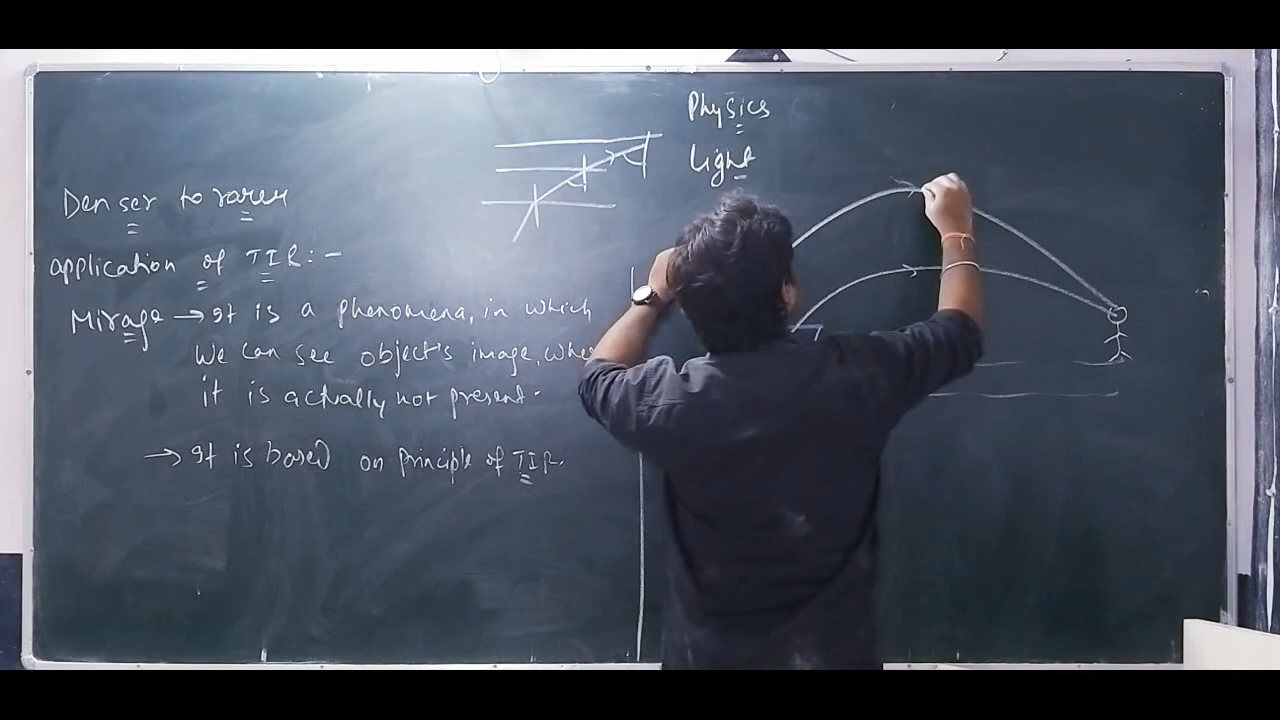 Physics
Light
Denser to rarer
application of TIR:-
Mirage → It is a phenomena, in which
we can see object's image, whe
it is actually not present.
→ It is based on principle of TIR.